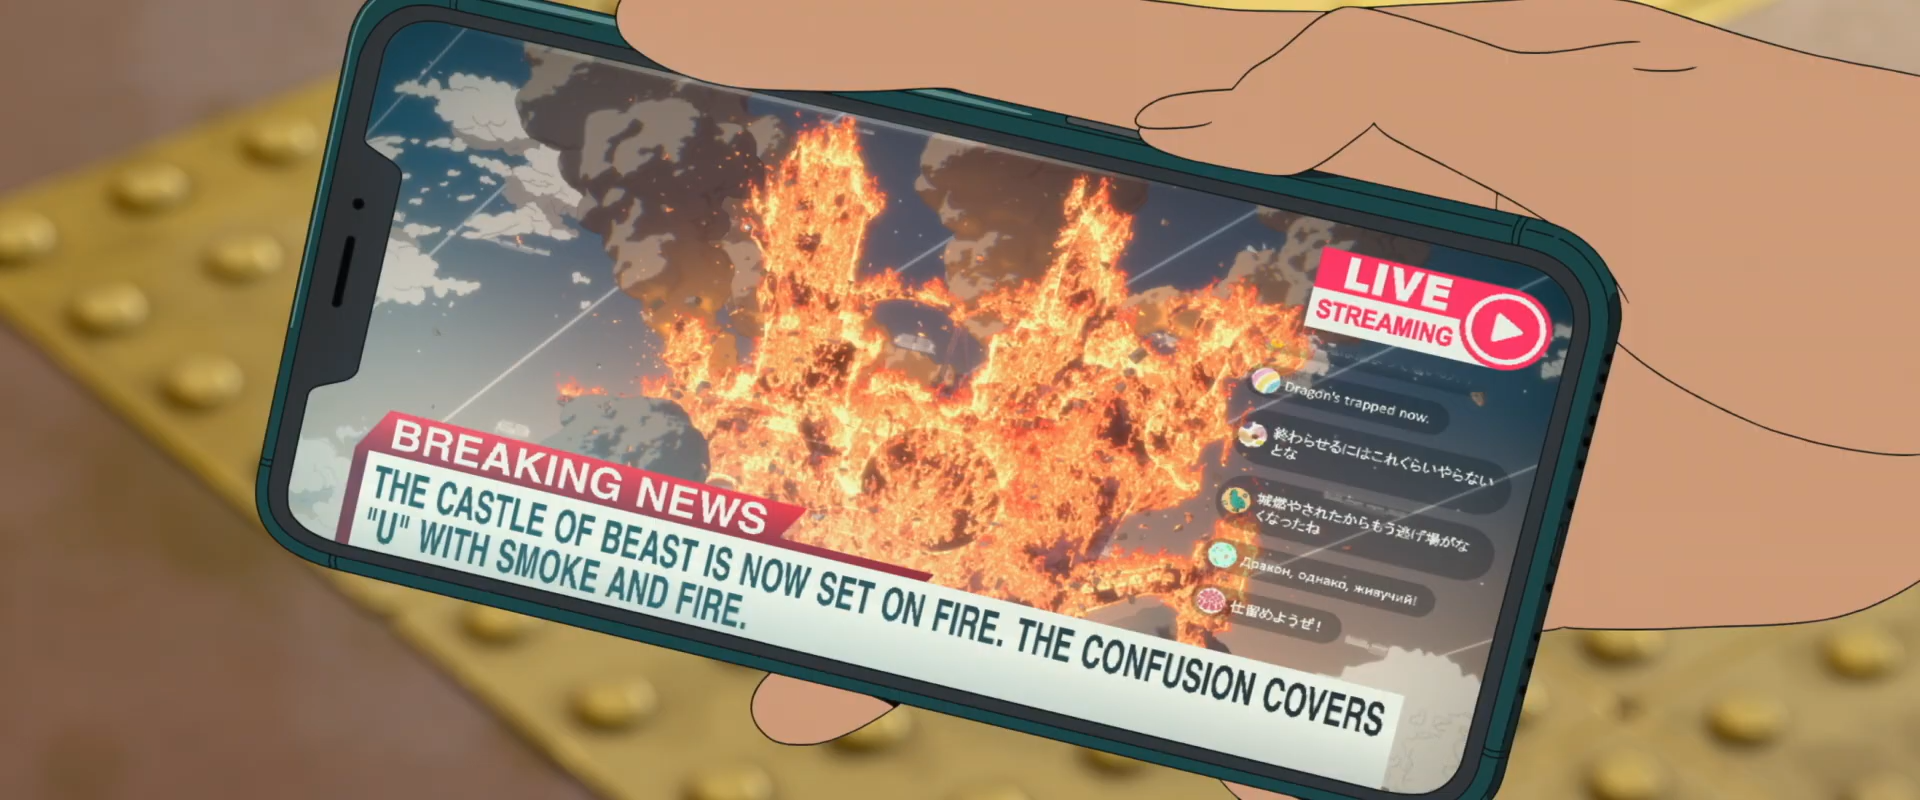 LIVE
STREAMING
Dragon's trapped now.
終わらせるにはこれぐらいやらない
とな
城燃やされたからもう逃げ場がな
くなったね
Дракон, однако, живучий!
仕留めようぜ!
BREAKING NEWS
THE CASTLE OF BEAST IS NOW SET ON FIRE. THE CONFUSION COVERS
"U" WITH SMOKE AND FIRE.